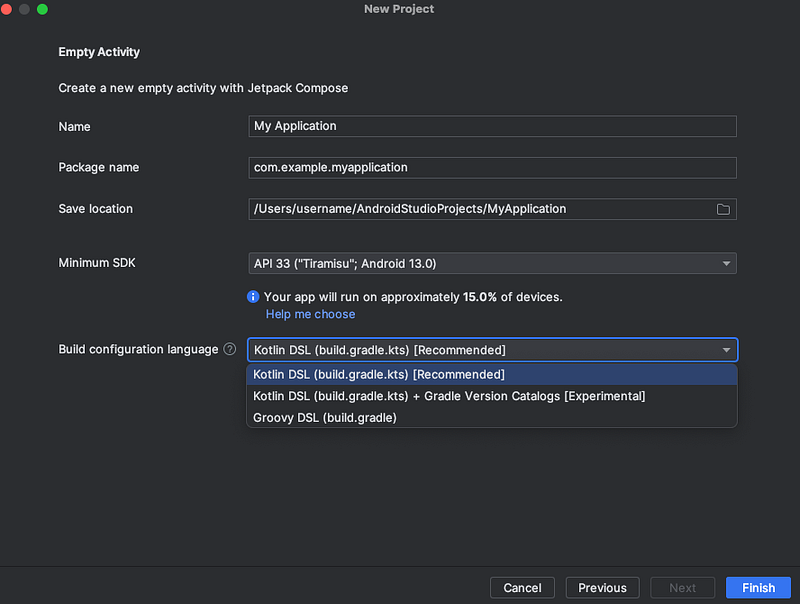 New Project
Empty Activity
Create a new empty activity with Jetpack Compose
Name My Application
Package name com.example.myapplication
Save location /Users/username/AndroidStudioProjects/MyApplication
Minimum SDK API 33 ("Tiramisu"; Android 13.0)
i Your app will run on approximately 15.0% of devices.
Help me choose
Build configuration language ? Kotlin DSL (build.gradle.kts) [Recommended]
Kotlin DSL (build.gradle.kts) [Recommended]
Kotlin DSL (build.gradle.kts) + Gradle Version Catalogs [Experimental]
Groovy DSL (build.gradle)
Cancel Previous Next Finish